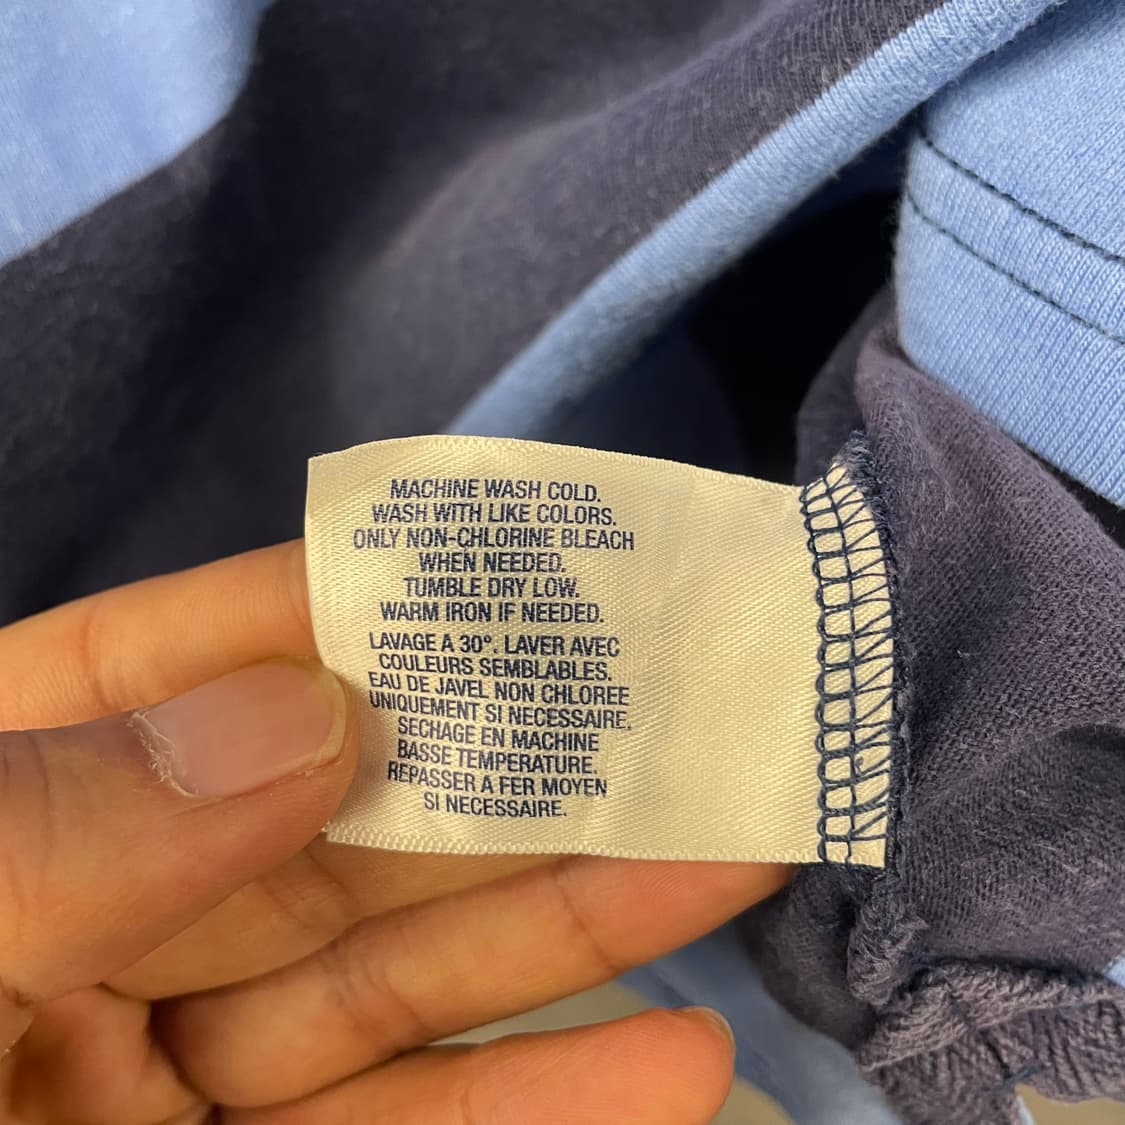 MACHINE WASH COLD.
WASH WITH LIKE COLORS.
ONLY NON-CHLORINE BLEACH
WHEN NEEDED.
TUMBLE DRY LOW.
WARM IRON IF NEEDED.
LAVAGE A 30°. LAVER AVEC
COULEURS SEMBLABLES.
EAU DE JAVEL NON CHLOREE
UNIQUEMENT SI NECESSAIRE.
SECHAGE EN MACHINE
BASSE TEMPERATURE.
REPASSER A FER MOYEN
SI NECESSAIRE.